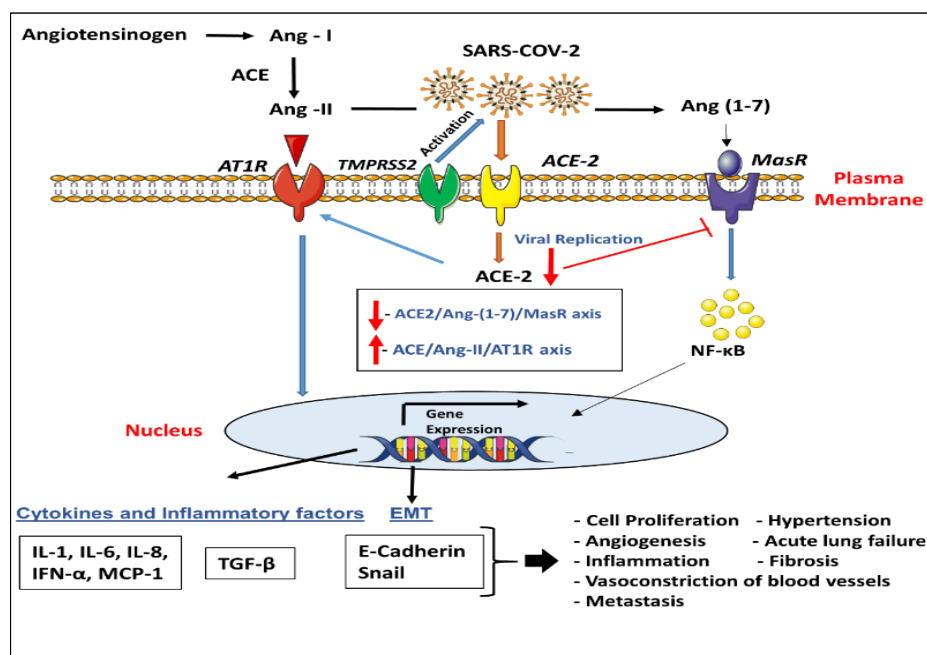 Angiotensinogen
Ang - I
SARS-COV-2
ACE
Ang -II
Ang (1-7)
Activation
AT1R
TMPRSS2
ACE-2
MasR
Plasma
Membrane
Viral Replication
ACE-2
- ACE2/Ang-(1-7)/MasR axis
- ACE/Ang-II/AT1R axis
NF-κB
Nucleus
Gene
Expression
Cytokines and Inflammatory factors
EMT
IL-1, IL-6, IL-8,
IFN-α, MCP-1
TGF-β
E-Cadherin
Snail
- Cell Proliferation - Hypertension
- Angiogenesis - Acute lung failure
- Inflammation - Fibrosis
- Vasoconstriction of blood vessels
- Metastasis